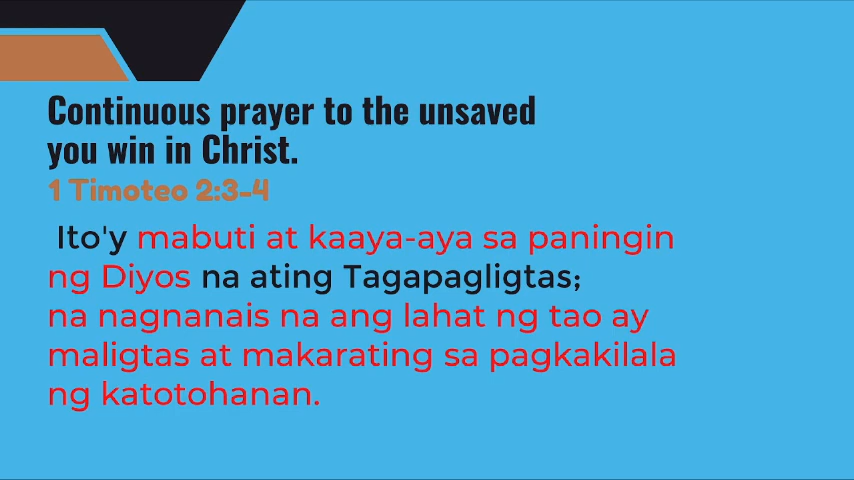 Continuous prayer to the unsaved
you win in Christ.
1 Timoteo 2:3-4
Ito'y mabuti at kaaya-aya sa paningin
ng Diyos na ating Tagapagligtas;
na nagnanais na ang lahat ng tao ay
maligtas at makarating sa pagkakilala
ng katotohanan.